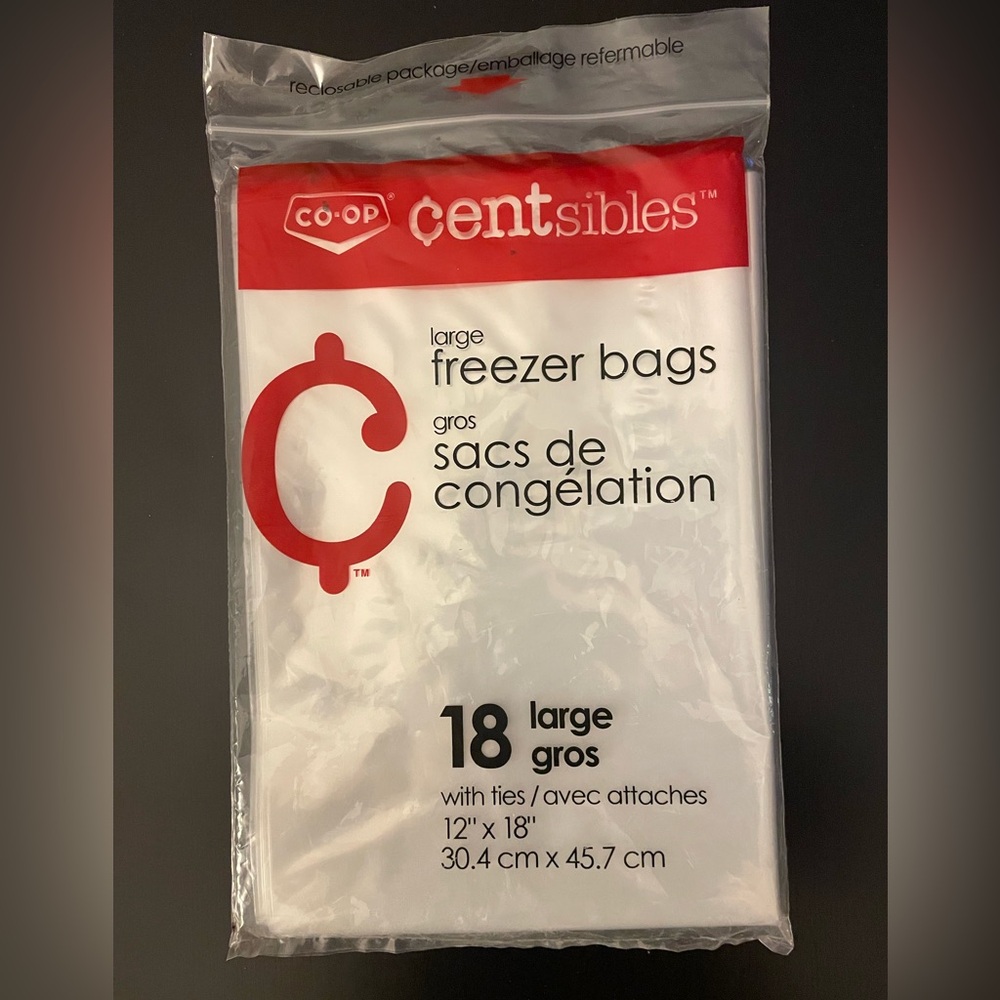 reclosable package/emballage refermable
CO-OP® ¢entsibles™
large
freezer bags
gros
sacs de
congélation
¢™
18 large
gros
with ties / avec attaches
12" x 18"
30.4 cm x 45.7 cm